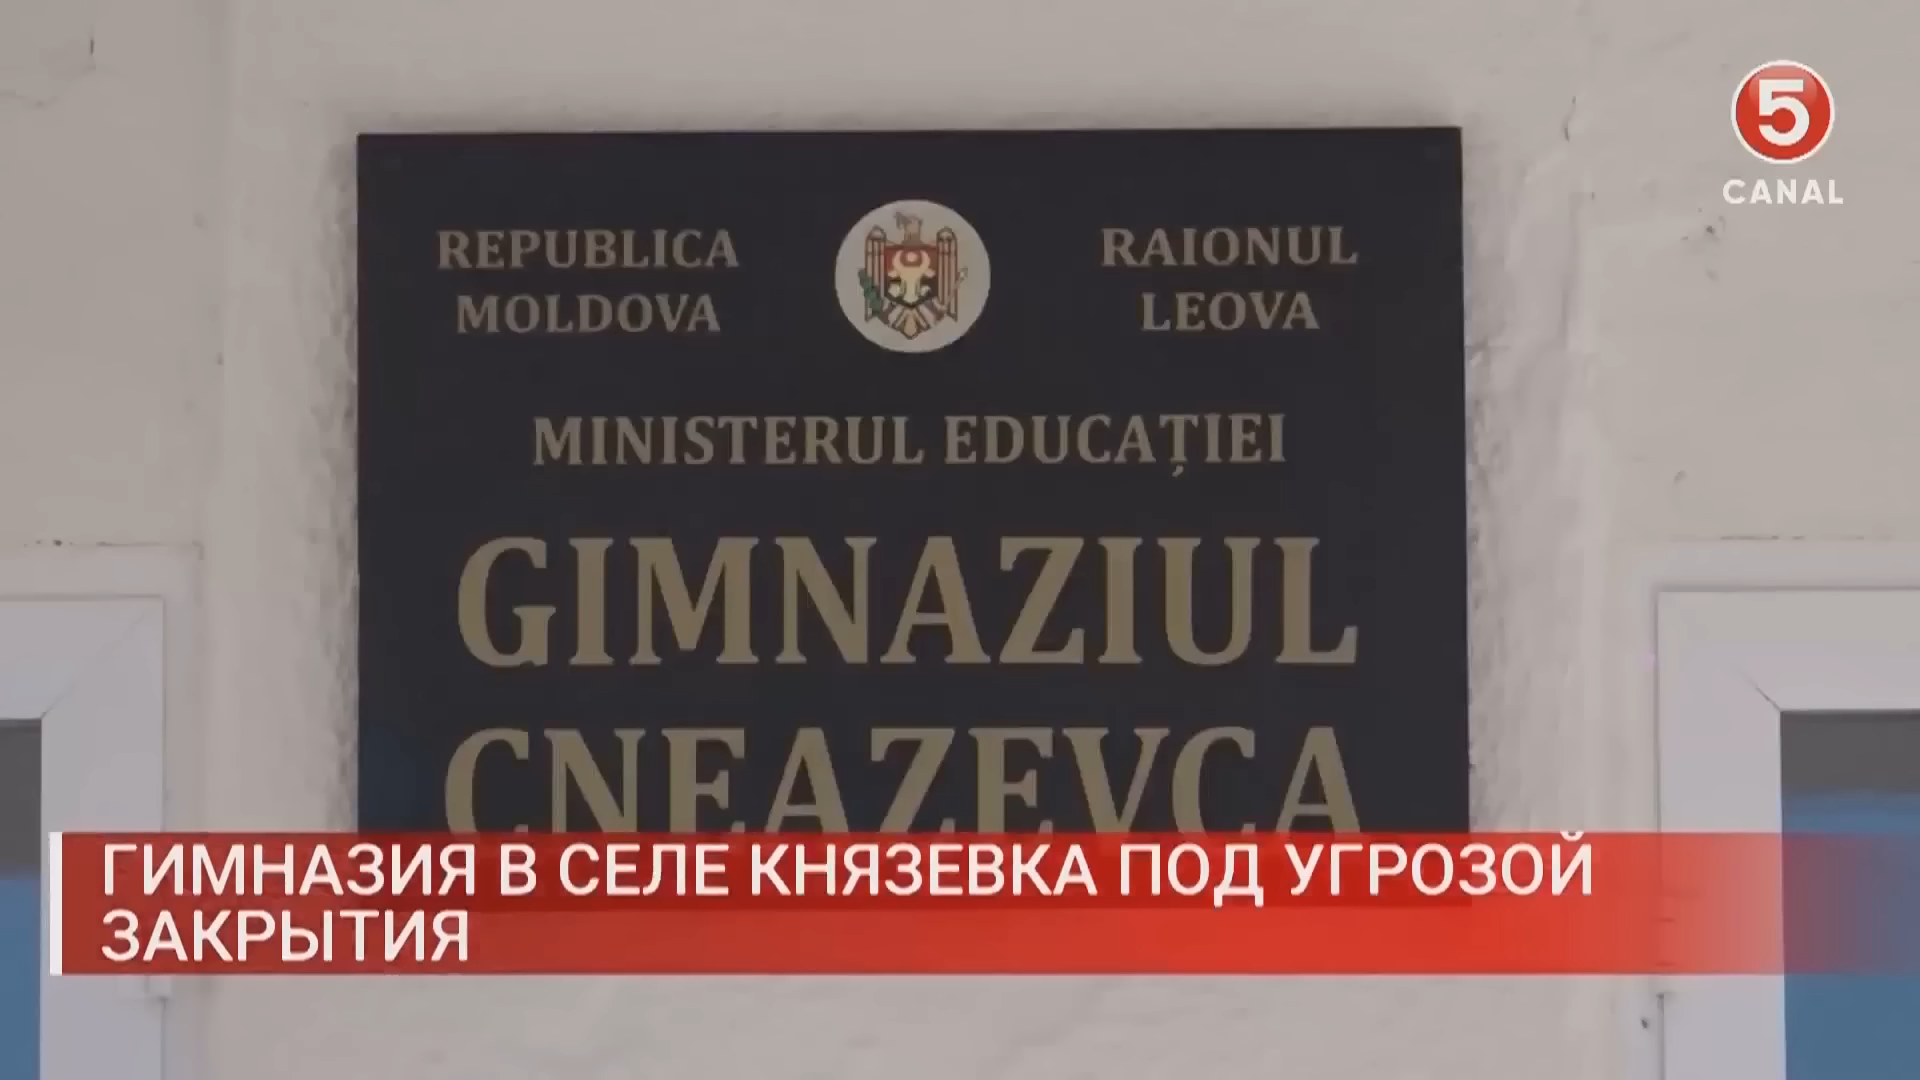 5
CANAL
REPUBLICA
MOLDOVA
RAIONUL
LEOVA
MINISTERUL EDUCAȚIEI
GIMNAZIUL
CNEAZEVCA
ГИМНАЗИЯ В СЕЛЕ КНЯЗЕВКА ПОД УГРОЗОЙ
ЗАКРЫТИЯ